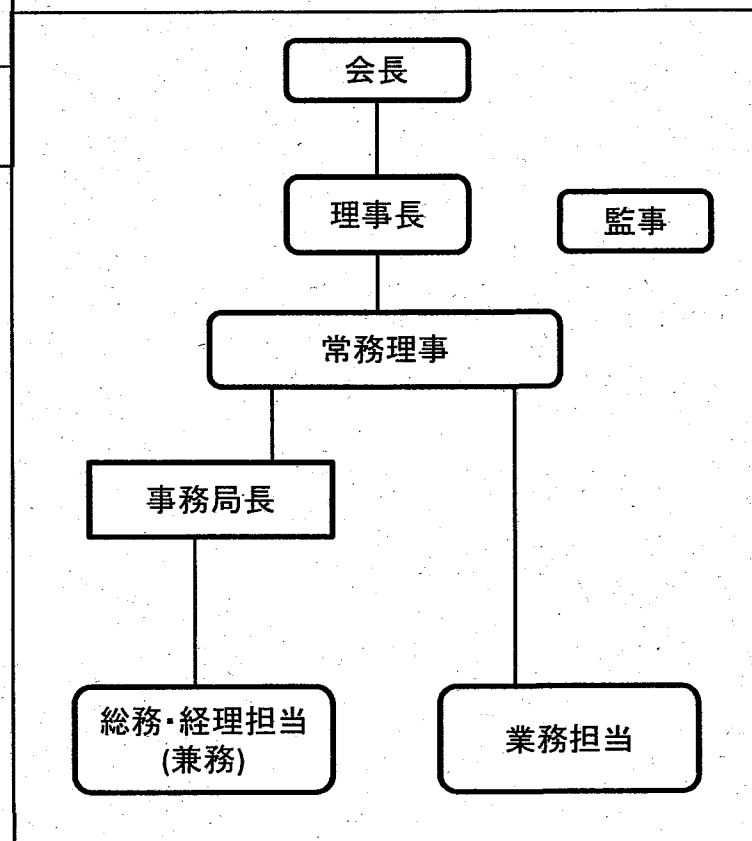 会長
理事長
監事
常務理事
事務局長
総務・経理担当
(兼務)
業務担当